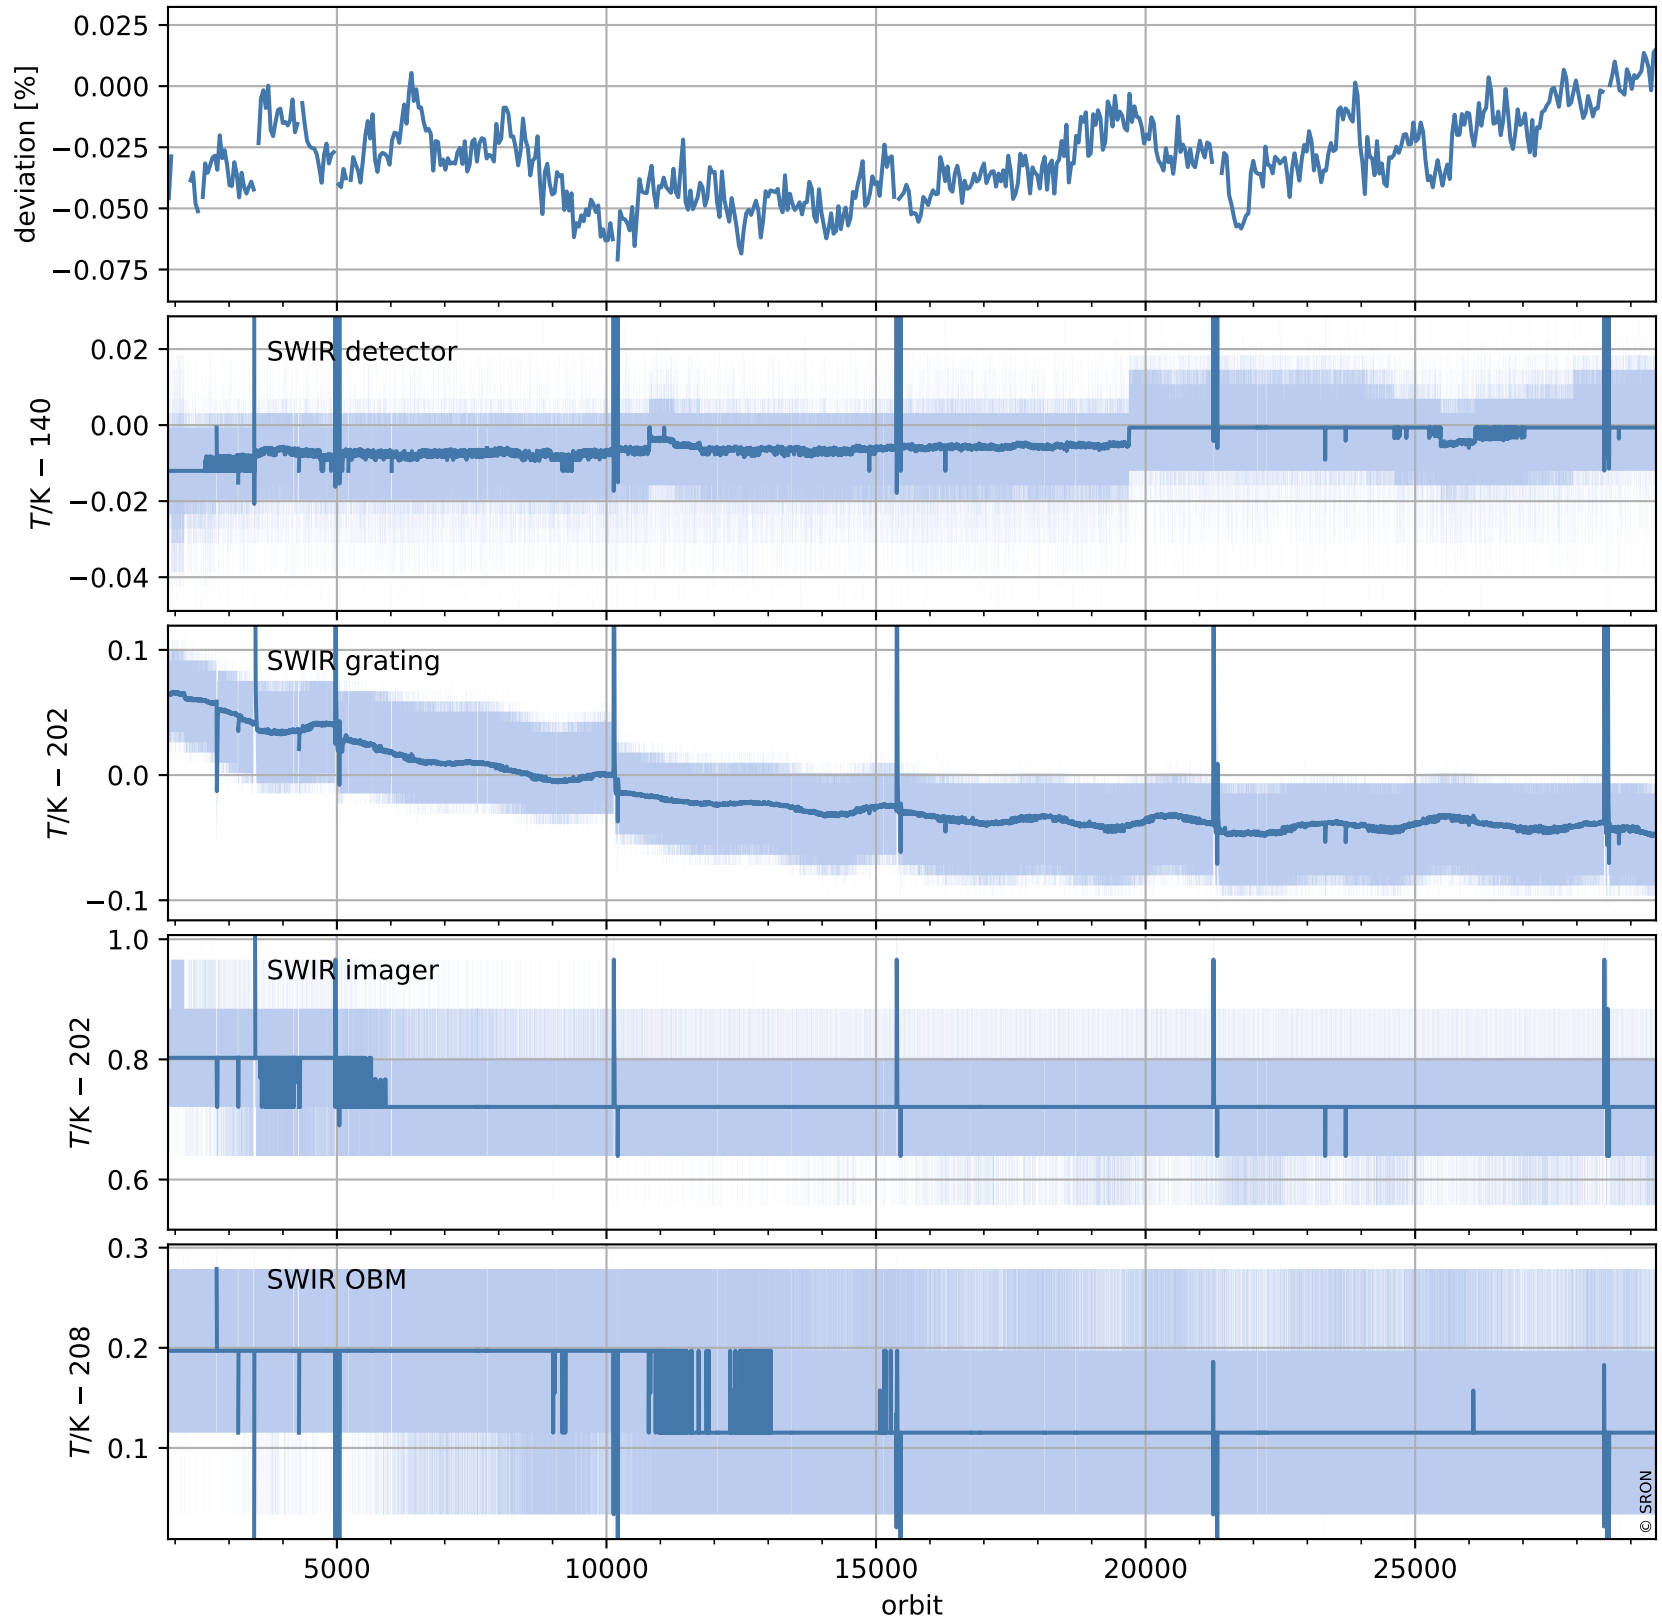 0.025
0.000
−0.025
−0.050
−0.075
deviation [%]
SWIR detector
0.02
0.00
−0.02
−0.04
T/K − 140
SWIR grating
0.1
0.0
−0.1
T/K − 202
SWIR imager
1.0
0.8
0.6
T/K − 202
SWIR OBM
0.3
0.2
0.1
T/K − 208
© SRON
5000 10000 15000 20000 25000
orbit